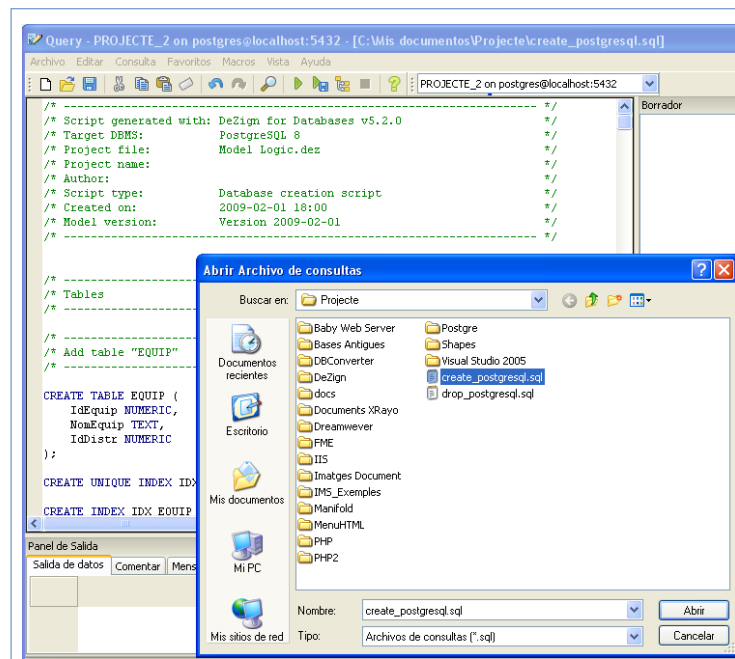 Query - PROJECTE_2 on postgres@localhost:5432 - [C:\Mis documentos\Projecte\create_postgresql.sql]
Archivo Editar Consulta Favoritos Macros Vista Ayuda
PROJECTE_2 on postgres@localhost:5432
/* ---------------------------------------------------------------------- */
/* Script generated with: DeZign for Databases v5.2.0 */
/* Target DBMS: PostgreSQL 8 */
/* Project file: Model Logic.dez */
/* Project name: */
/* Author: */
/* Script type: Database creation script */
/* Created on: 2009-02-01 18:00 */
/* Model version: Version 2009-02-01 */
/* ---------------------------------------------------------------------- */
/* ----------------
/* Tables
/* ----------------
/* ----------------
/* Add table "EQUIP"
/* ----------------
CREATE TABLE EQUIP (
IdEquip NUMERIC,
NomEquip TEXT,
IdDistr NUMERIC
);
CREATE UNIQUE INDEX IDX
CREATE INDEX IDX EQUIP
Borrador
Panel de Salida
Salida de datos Comentar Mens
Abrir Archivo de consultas
Buscar en: Projecte
Documentos recientes
Escritorio
Mis documentos
Mi PC
Mis sitios de red
Baby Web Server
Bases Antigues
DBConverter
DeZign
docs
Documents XRayo
Dreamwever
FME
IIS
Imatges Document
IMS_Exemples
Manifold
MenuHTML
PHP
PHP2
Postgre
Shapes
Visual Studio 2005
create_postgresql.sql
drop_postgresql.sql
Nombre: create_postgresql.sql Abrir
Tipo: Archivos de consultas (*.sql) Cancelar